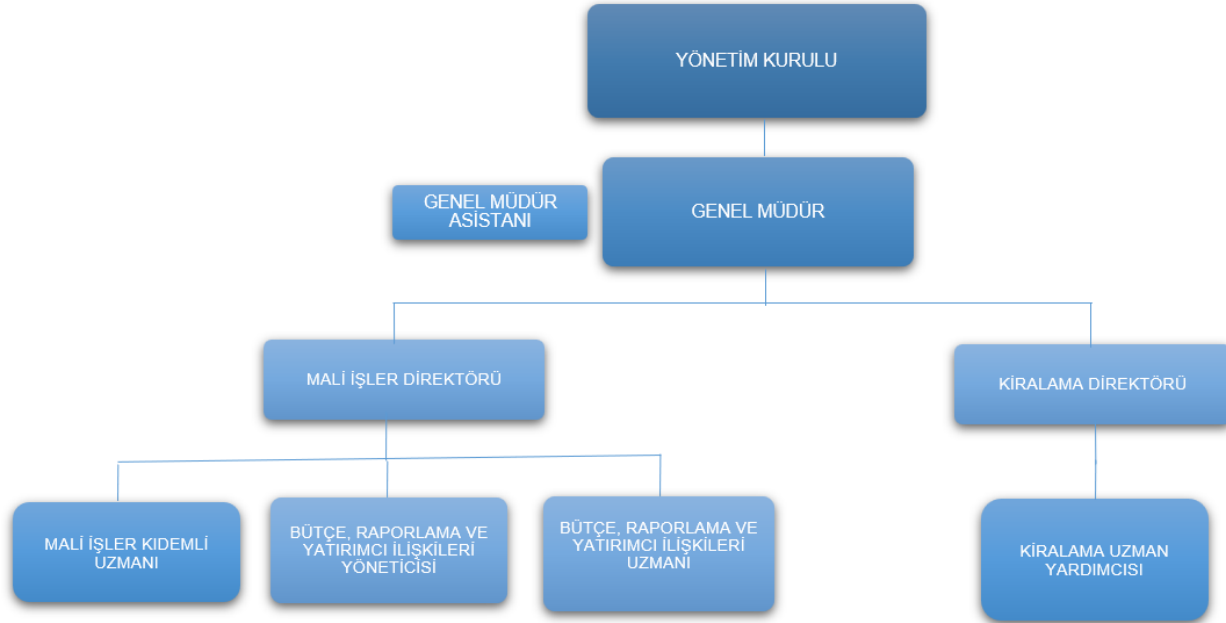 YÖNETİM KURULU
GENEL MÜDÜR
ASİSTANI
GENEL MÜDÜR
MALİ İŞLER DİREKTÖRÜ
KİRALAMA DİREKTÖRÜ
MALİ İŞLER KIDEMLİ
UZMANI
BÜTÇE, RAPORLAMA VE
YATIRIMCI İLİŞKİLERİ
YÖNETİCİSİ
BÜTÇE, RAPORLAMA VE
YATIRIMCI İLİŞKİLERİ
UZMANI
KİRALAMA UZMAN
YARDIMCISI